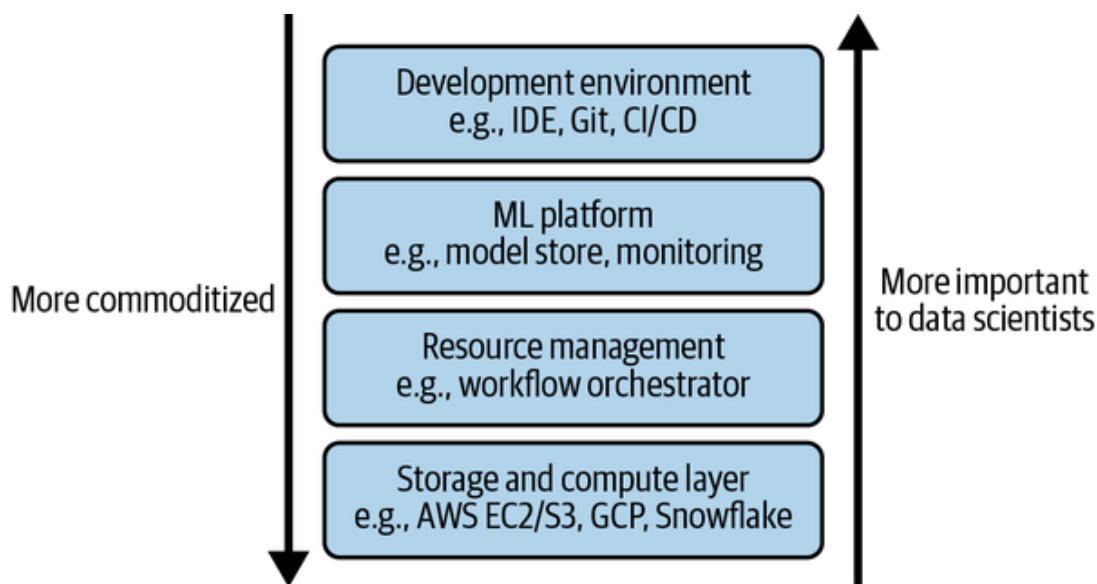 Development environment
e.g., IDE, Git, CI/CD
ML platform
e.g., model store, monitoring
More commoditized
More important
to data scientists
Resource management
e.g., workflow orchestrator
Storage and compute layer
e.g., AWS EC2/S3, GCP, Snowflake